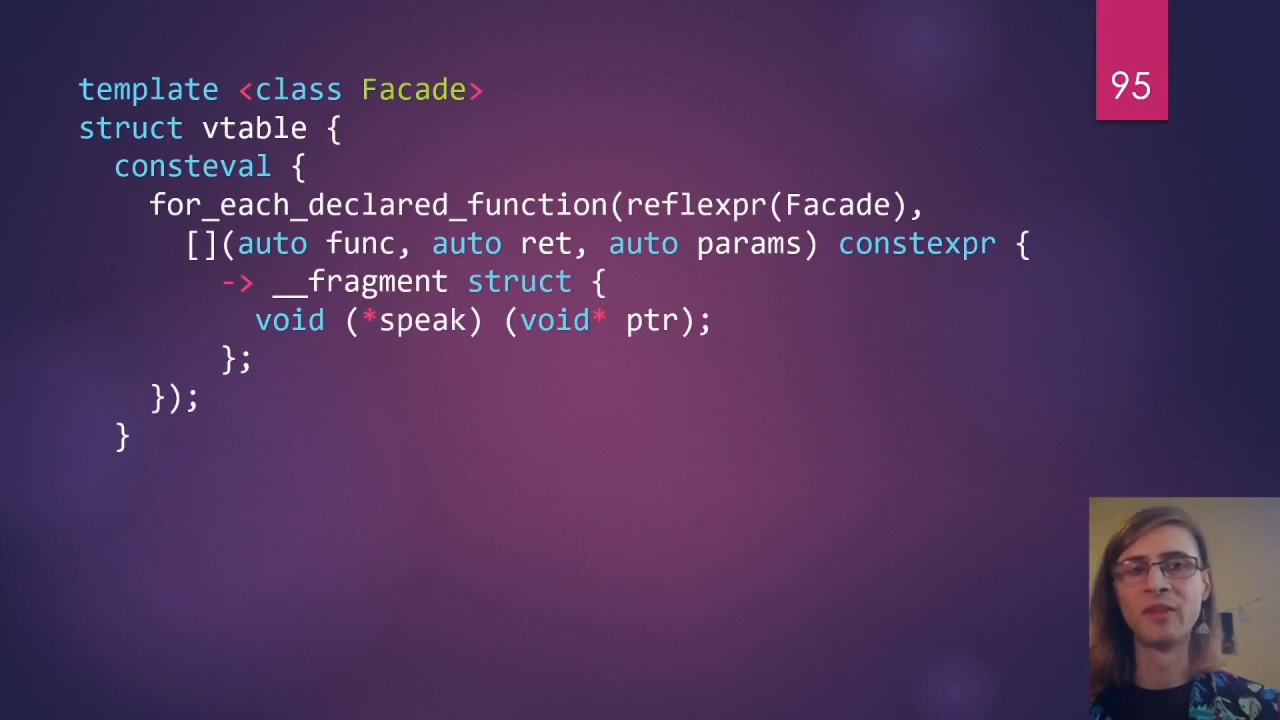 template <class Facade>
struct vtable {
  consteval {
    for_each_declared_function(reflexpr(Facade),
      [](auto func, auto ret, auto params) constexpr {
        -> __fragment struct {
          void (*speak) (void* ptr);
        };
    });
  }
95